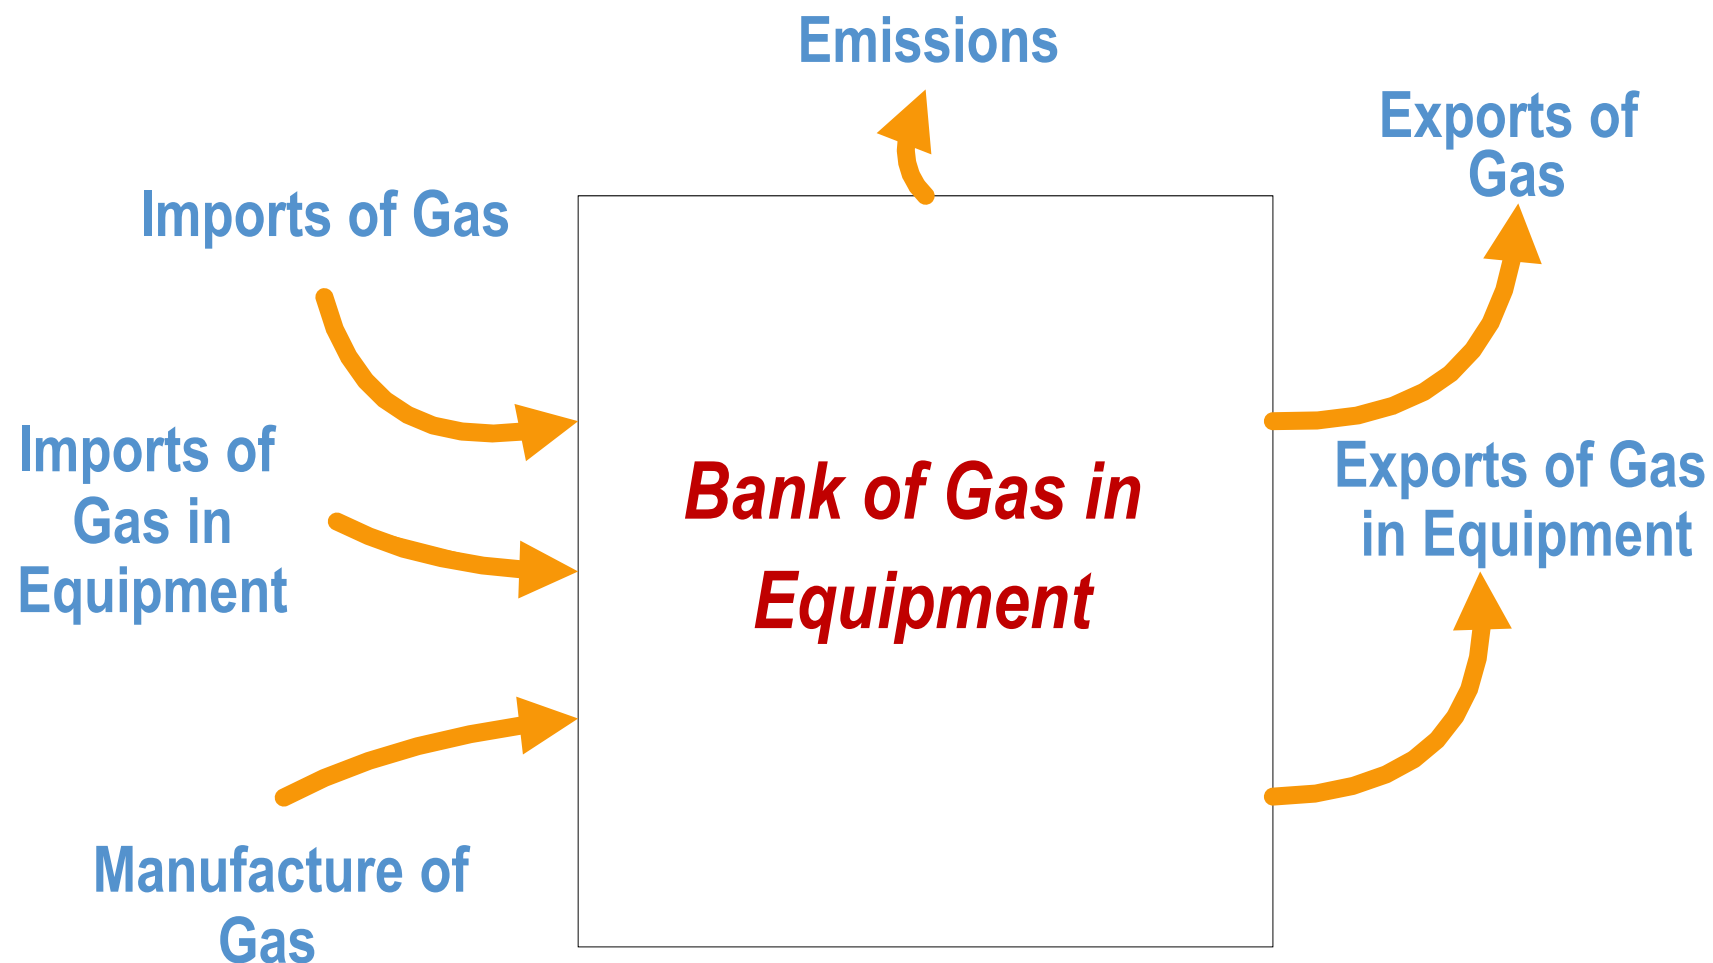 Emissions
Exports of
Gas
Imports of Gas
Imports of
Gas in
Equipment
Bank of Gas in
Equipment
Exports of Gas
in Equipment
Manufacture of
Gas